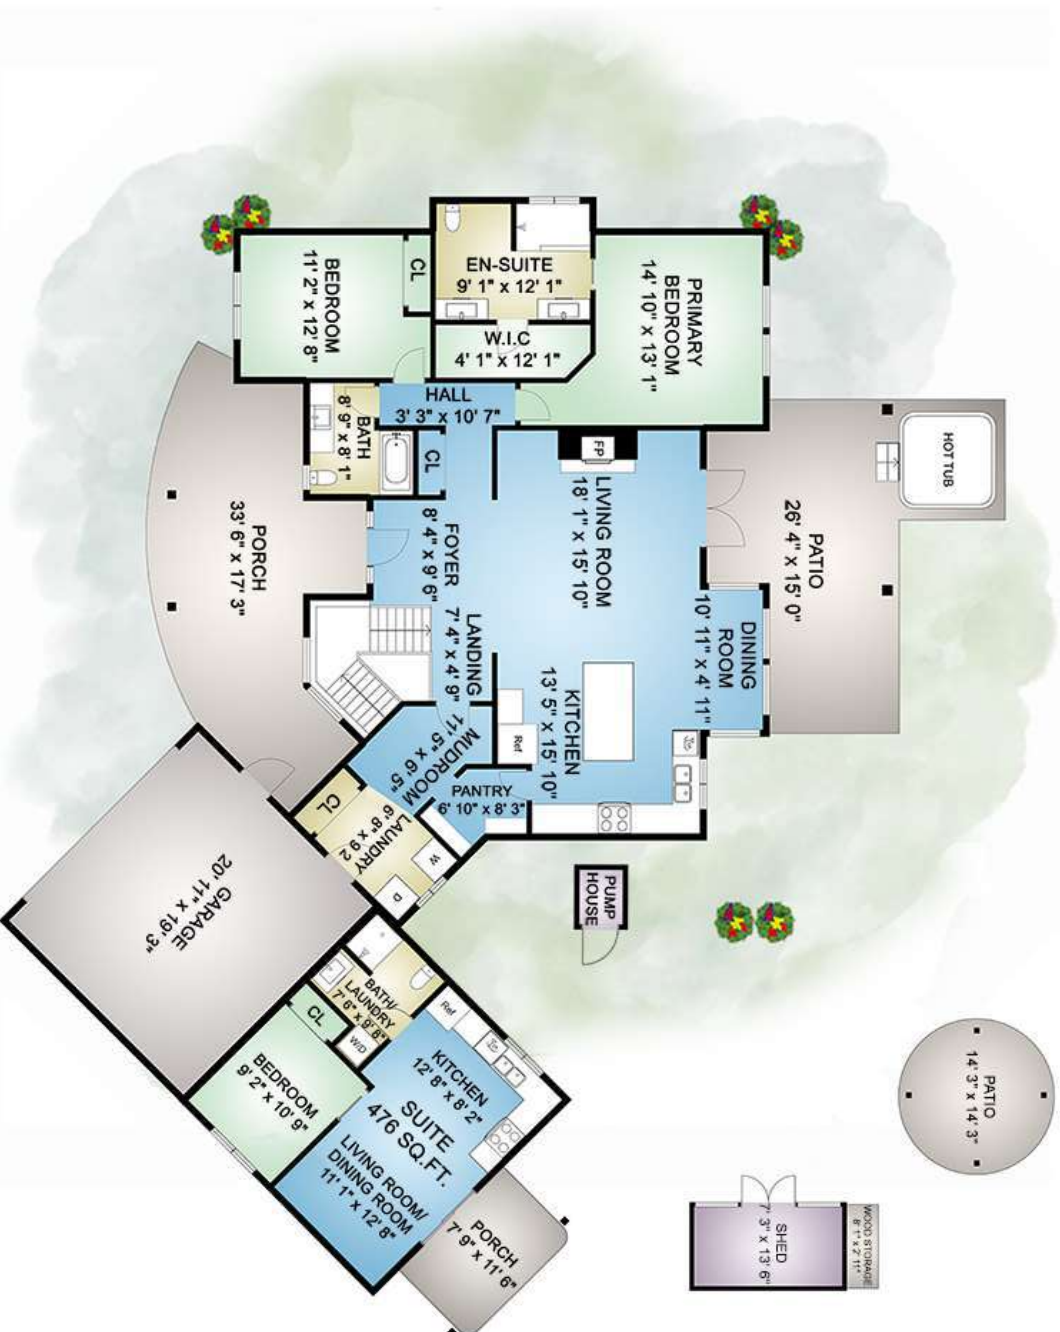 EN-SUITE
9' 1" x 12' 1"
CL
BEDROOM
11' 2" x 12' 8"
PRIMARY
BEDROOM
14' 10" x 13' 1"
W.I.C
4' 1" x 12' 1"
HALL
3' 3" x 10' 7"
BATH
8' 9" x 8' 1"
CL
FP
HOT TUB
LIVING ROOM
18' 1" x 15' 10"
PATIO
26' 4" x 15' 0"
PORCH
33' 6" x 17' 3"
FOYER
8' 4" x 9' 6"
LANDING
7' 4" x 4' 9"
DINING
ROOM
10' 11" x 4' 11"
KITCHEN
13' 5" x 15' 10"
Ref
MUDROOM
11' 5" x 6' 5"
PANTRY
6' 10" x 8' 3"
CL
LAUNDRY
6' 8" x 9 2
W
D
GARAGE
20' 11" x 19' 3"
PUMP
HOUSE
BATH/
LAUNDRY
7' 6" x 9' 8"
Ref
CL
W/D
KITCHEN
12' 8" x 8' 2"
BEDROOM
9' 2" x 10' 9"
SUITE
476 SQ.FT.
LIVING ROOM/
DINING ROOM
11' 1" x 12' 8"
PORCH
7' 9" x 11' 6"
PATIO
14' 3" x 14' 3"
SHED
7' 3" x 13' 6"
WOOD STORAGE
8' 1" x 2' 11"